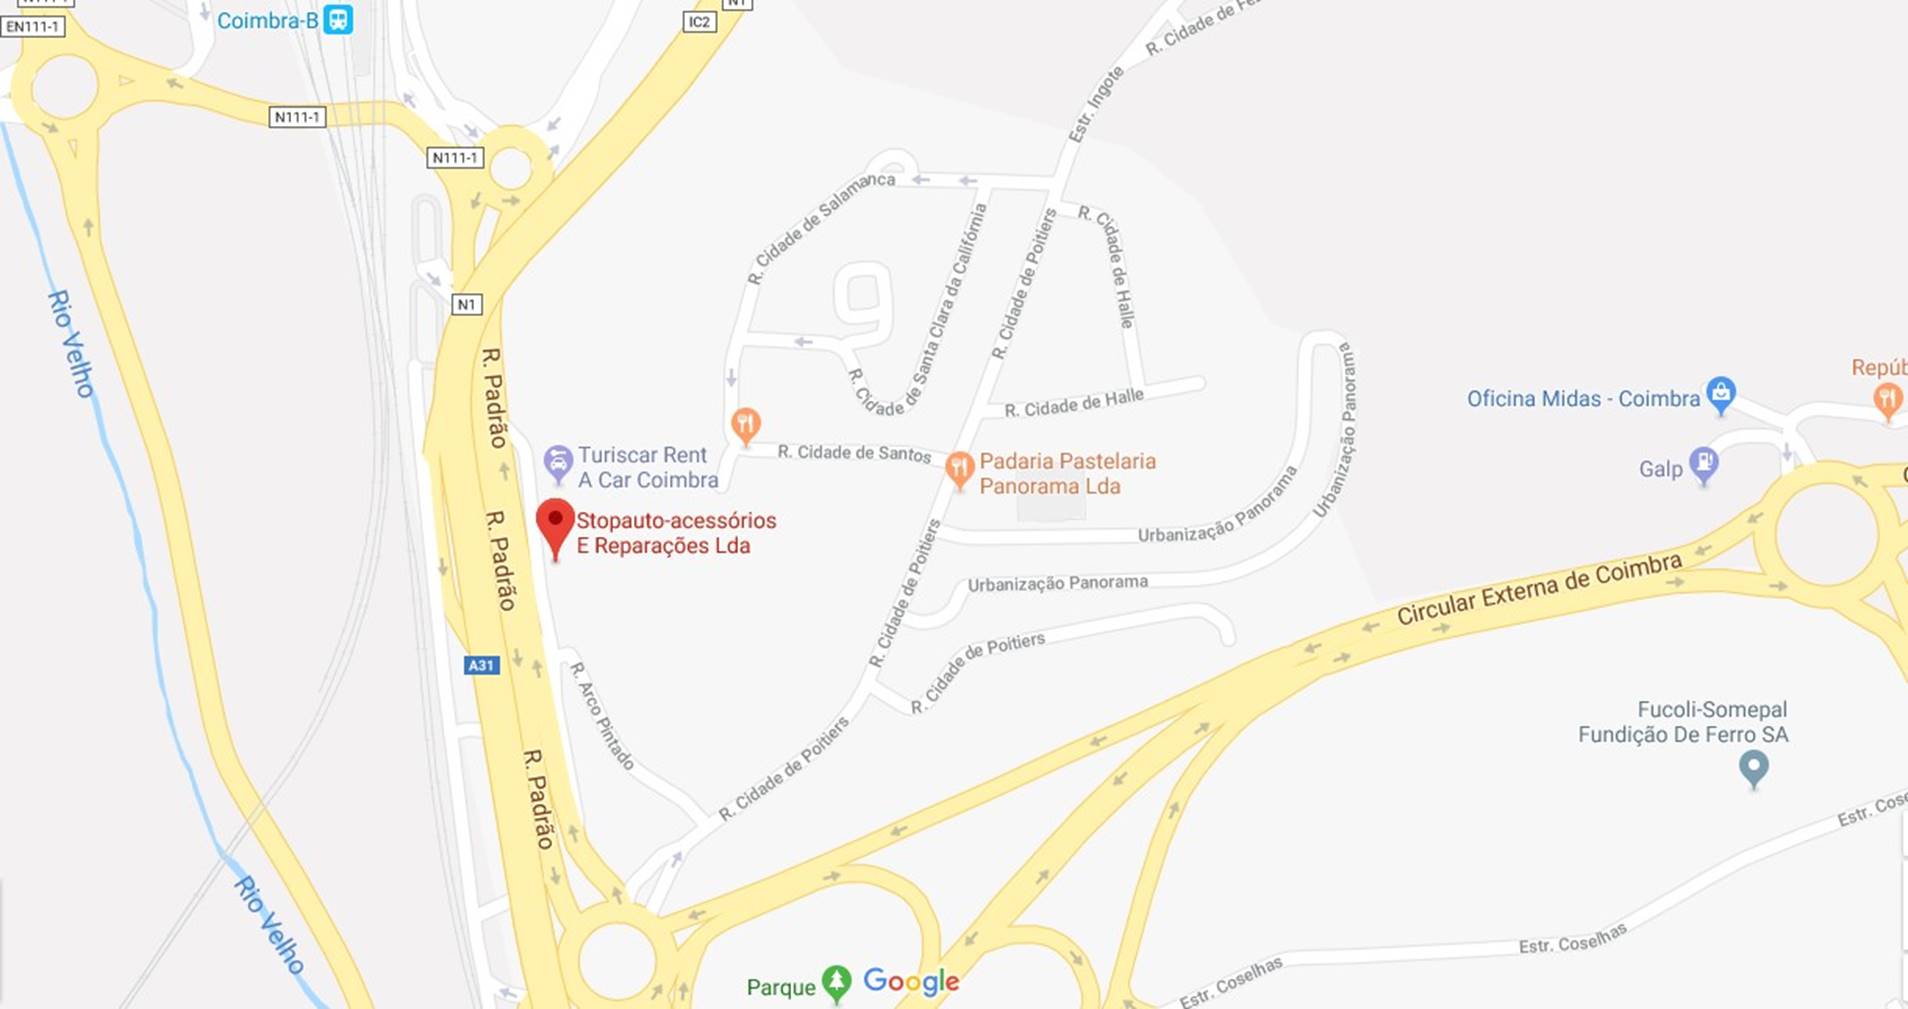 EN111-1
Coimbra-B
IC2
N1
R. Cidade de
Estr. Ingote
N111-1
N111-1
R. Cidade de Salamanca
R. Cidade de Santa Clara da Califórnia
R. Cidade de Poitiers
R. Cidade de Halle
Rio Velho
N1
R. Padrão
R. Cidade de Halle
Urbanização Panorama
Oficina Midas - Coimbra
Repúb
Galp
Turiscar Rent
A Car Coimbra
R. Cidade de Santos
Padaria Pastelaria
Panorama Lda
Urbanização Panorama
Stopauto-acessórios
E Reparações Lda
R. Padrão
R. Cidade de Poitiers
Urbanização Panorama
Circular Externa de Coimbra
A31
R. Arco Pintado
R. Cidade de Poitiers
R. Cidade de Poitiers
R. Padrão
Fucoli-Somepal
Fundição De Ferro SA
Estr. Cose
Rio Velho
Estr. Coselhas
Estr. Coselhas
Parque
Google